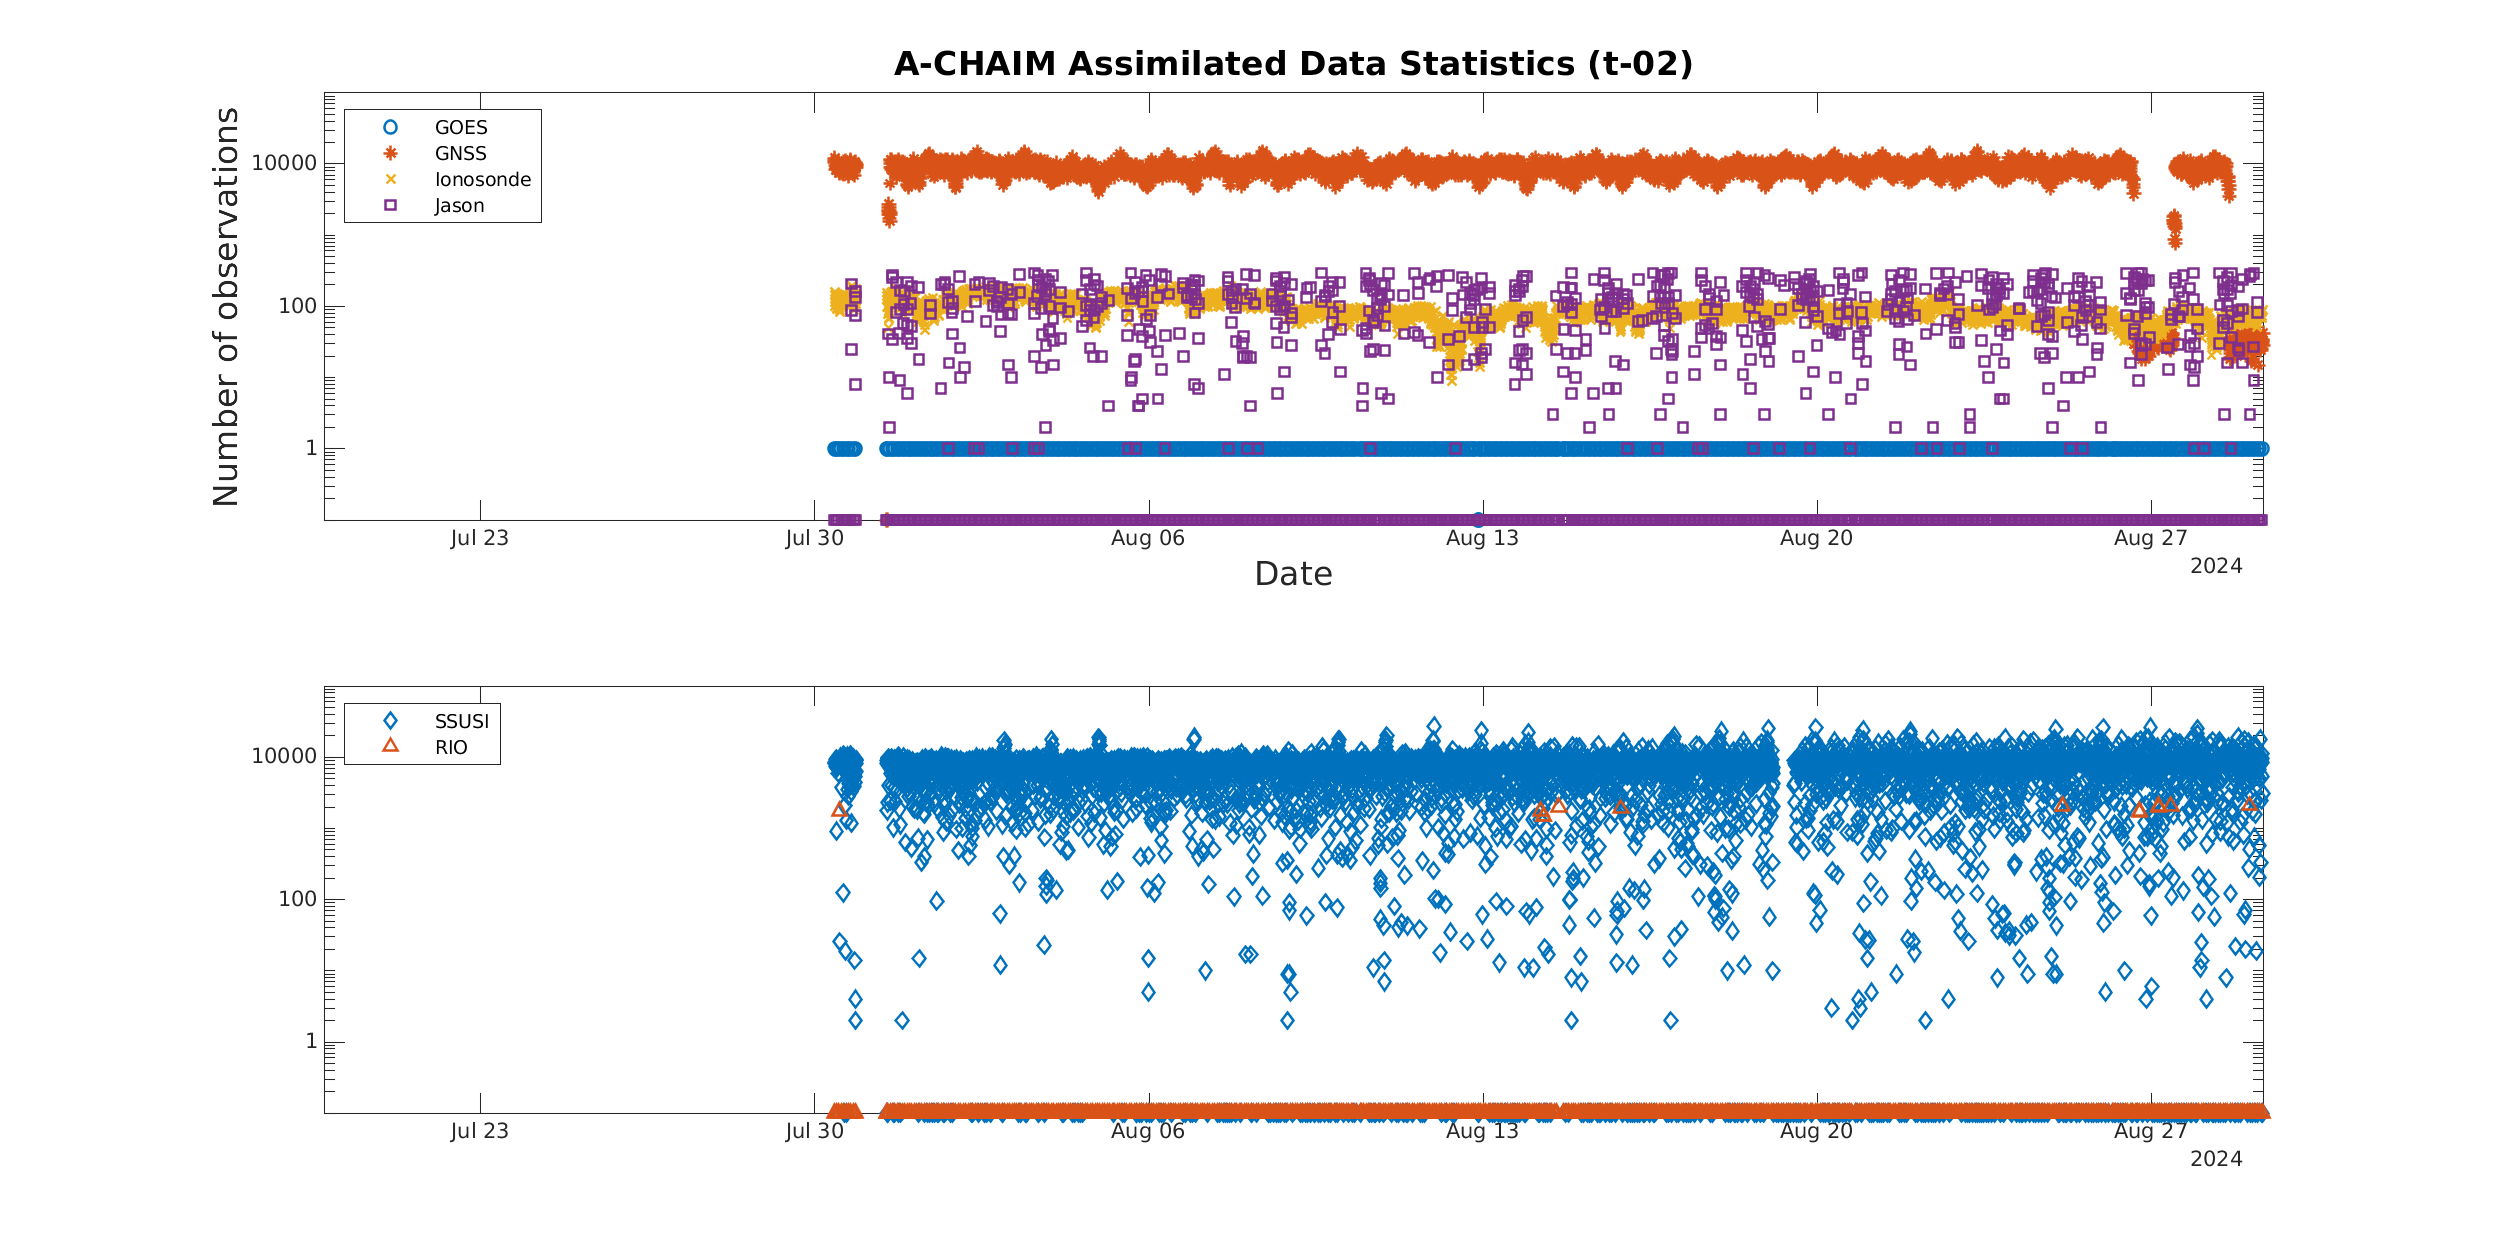 A-CHAIM Assimilated Data Statistics (t-02)
Number of observations
10000
100
1
GOES
GNSS
Ionosonde
Jason
Jul 23
Jul 30
Aug 06
Aug 13
Aug 20
Aug 27
2024
Date
10000
100
1
SSUSI
RIO
Jul 23
Jul 30
Aug 06
Aug 13
Aug 20
Aug 27
2024